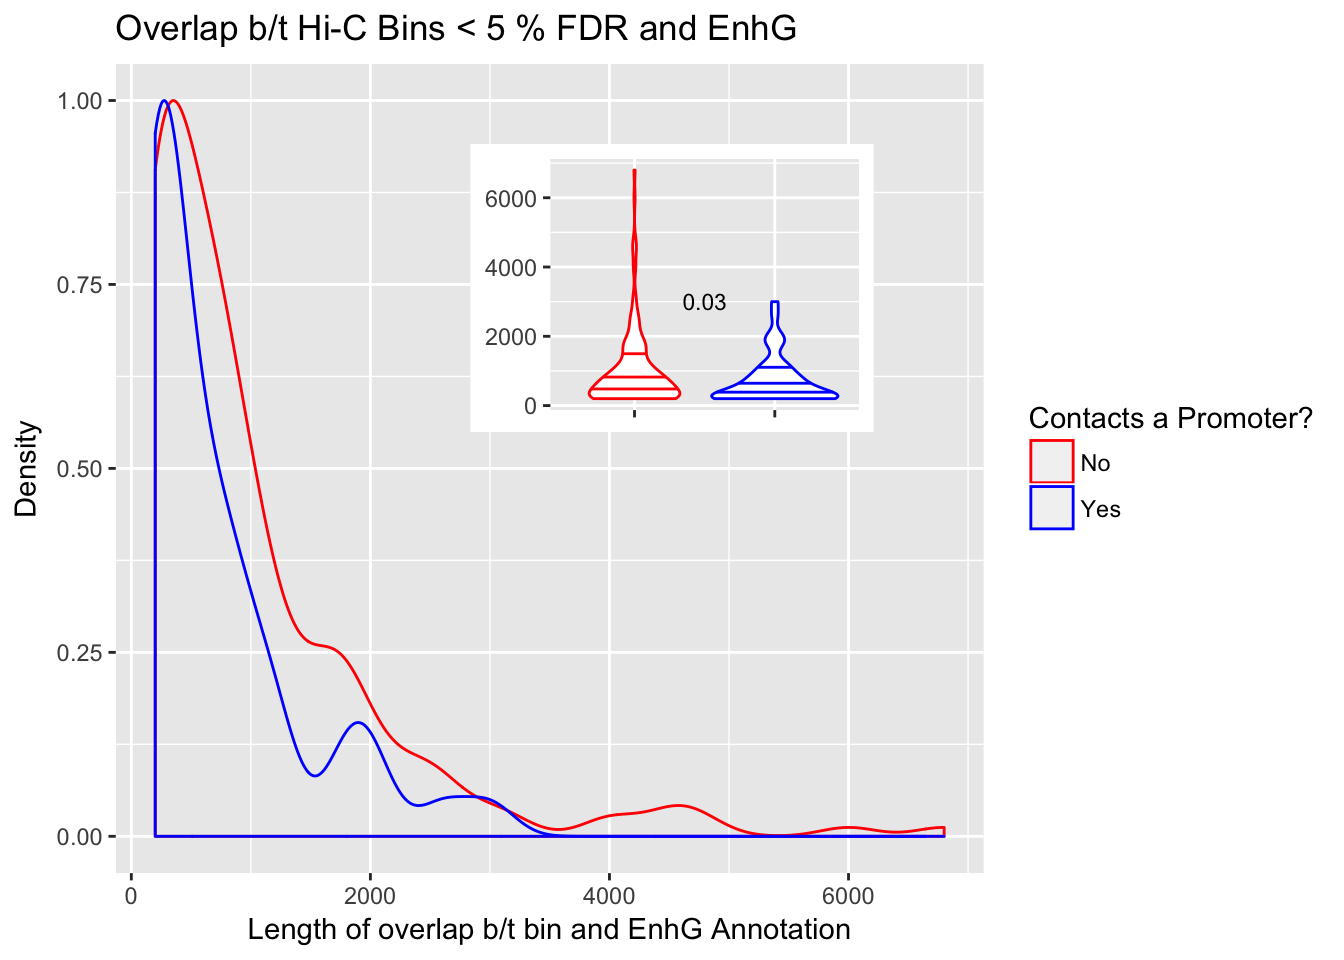 Overlap b/t Hi-C Bins < 5 % FDR and EnhG
1.00
0.75
0.50
0.25
0.00
Density
0
2000
4000
6000
Length of overlap b/t bin and EnhG Annotation
6000
4000
2000
0
0.03
Contacts a Promoter?
No
Yes